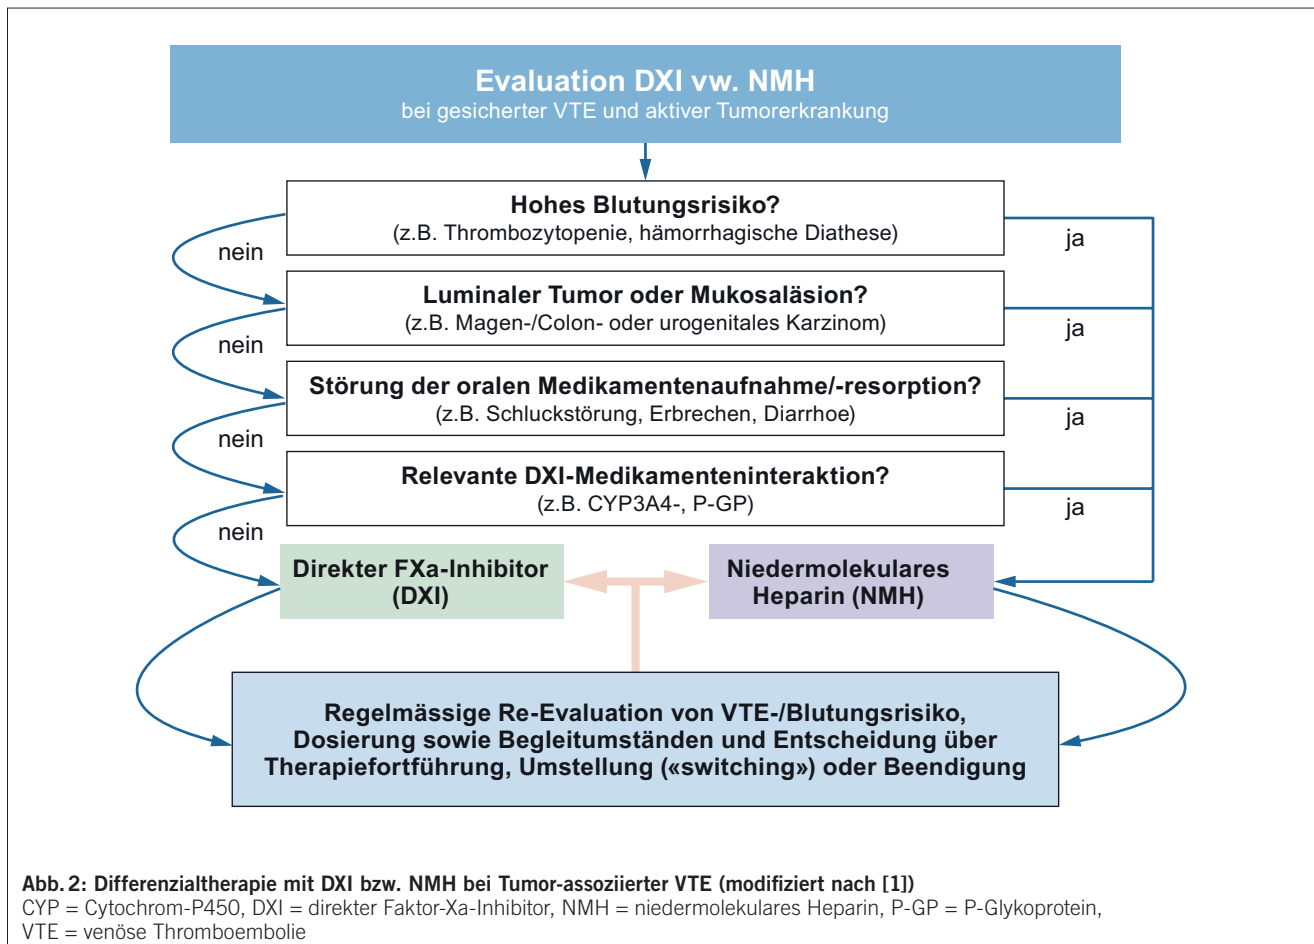 Evaluation DXI vw. NMH
bei gesicherter VTE und aktiver Tumorerkrankung
Hohes Blutungsrisiko?
(z.B. Thrombozytopenie, hämorrhagische Diathese)
nein
ja
Luminaler Tumor oder Mukosaläsion?
(z.B. Magen-/Colon- oder urogenitales Karzinom)
nein
ja
Störung der oralen Medikamentenaufnahme/-resorption?
(z.B. Schluckstörung, Erbrechen, Diarrhoe)
nein
ja
Relevante DXI-Medikamenteninteraktion?
(z.B. CYP3A4-, P-GP)
nein
ja
Direkter FXa-Inhibitor
(DXI)
Niedermolekulares
Heparin (NMH)
Regelmässige Re-Evaluation von VTE-/Blutungsrisiko,
Dosierung sowie Begleitumständen und Entscheidung über
Therapiefortführung, Umstellung («switching») oder Beendigung
Abb. 2: Differenzialtherapie mit DXI bzw. NMH bei Tumor-assoziierter VTE (modifiziert nach [1])
CYP = Cytochrom-P450, DXI = direkter Faktor-Xa-Inhibitor, NMH = niedermolekulares Heparin, P-GP = P-Glykoprotein,
VTE = venöse Thromboembolie